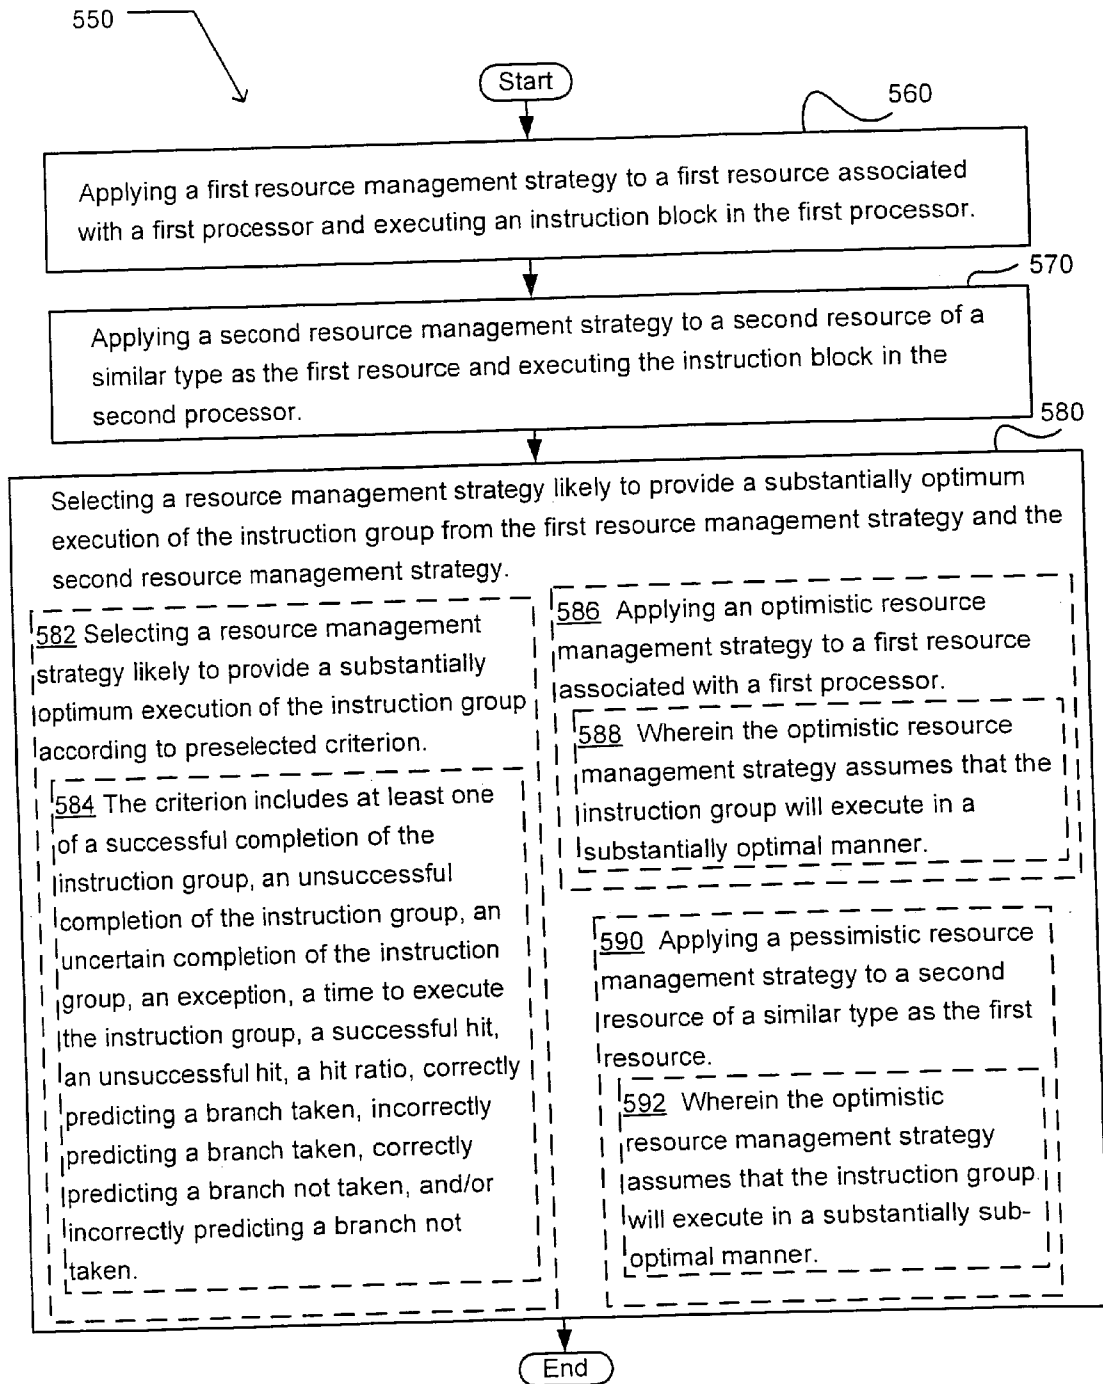 550
Start
560
Applying a first resource management strategy to a first resource associated
with a first processor and executing an instruction block in the first processor.
570
Applying a second resource management strategy to a second resource of a
similar type as the first resource and executing the instruction block in the
second processor.
580
Selecting a resource management strategy likely to provide a substantially optimum
execution of the instruction group from the first resource management strategy and the
second resource management strategy.
582 Selecting a resource management
strategy likely to provide a substantially
optimum execution of the instruction group
according to preselected criterion.
584 The criterion includes at least one
of a successful completion of the
instruction group, an unsuccessful
completion of the instruction group, an
uncertain completion of the instruction
group, an exception, a time to execute
the instruction group, a successful hit,
an unsuccessful hit, a hit ratio, correctly
predicting a branch taken, incorrectly
predicting a branch taken, correctly
predicting a branch not taken, and/or
incorrectly predicting a branch not
taken.
586 Applying an optimistic resource
management strategy to a first resource
associated with a first processor.
588 Wherein the optimistic resource
management strategy assumes that the
instruction group will execute in a
substantially optimal manner.
590 Applying a pessimistic resource
management strategy to a second
resource of a similar type as the first
resource.
592 Wherein the optimistic
resource management strategy
assumes that the instruction group
will execute in a substantially sub-
optimal manner.
End